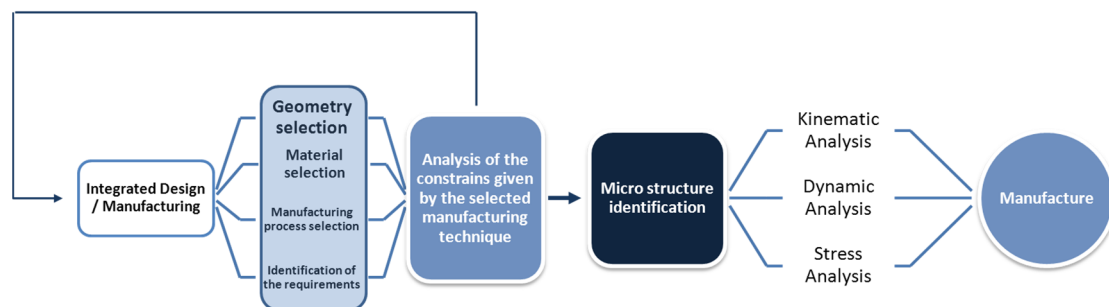 Integrated Design
/ Manufacturing
Geometry
selection
Material
selection
Manufacturing
process selection
Identification of
the requirements
Analysis of the
constrains given
by the selected
manufacturing
technique
Micro structure
identification
Kinematic
Analysis
Dynamic
Analysis
Stress
Analysis
Manufacture